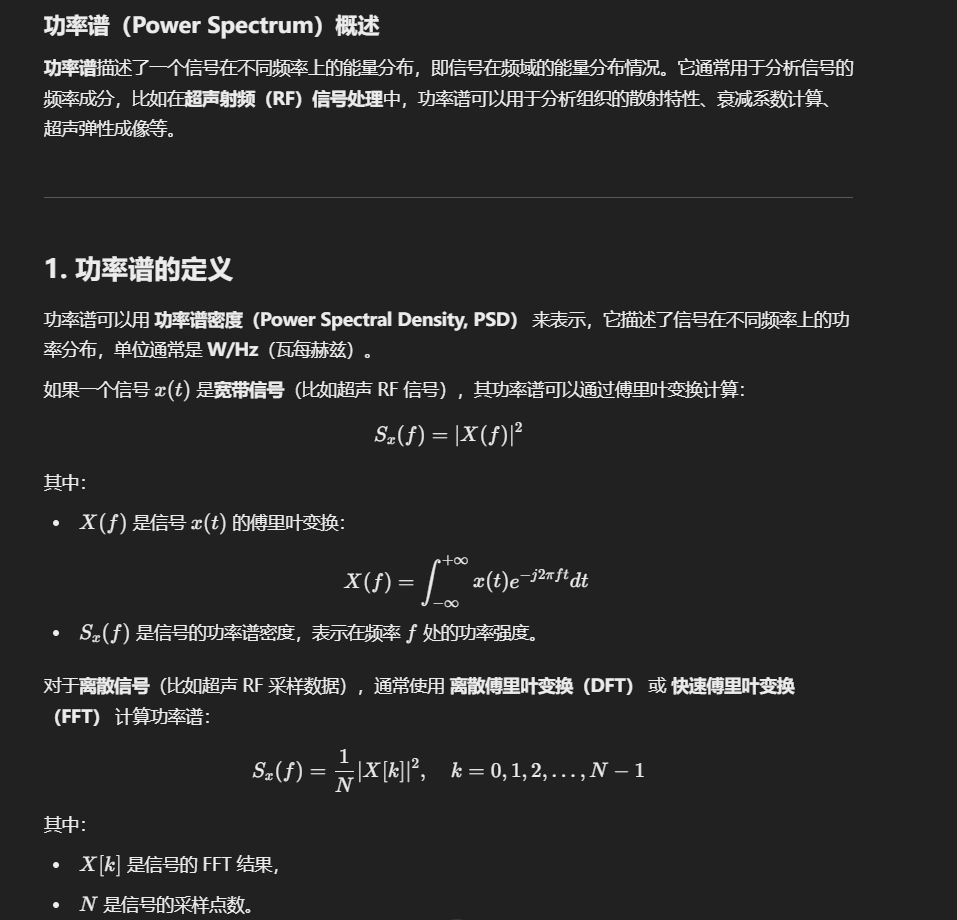 功率谱（Power Spectrum）概述
功率谱描述了一个信号在不同频率上的能量分布，即信号在频域的能量分布情况。它通常用于分析信号的
频率成分，比如在超声射频（RF）信号处理中，功率谱可以用于分析组织的散射特性、衰减系数计算、
超声弹性成像等。
1. 功率谱的定义
功率谱可以用 功率谱密度（Power Spectral Density, PSD） 来表示，它描述了信号在不同频率上的功
率分布，单位通常是 W/Hz（瓦每赫兹）。
如果一个信号 x(t) 是宽带信号（比如超声 RF 信号），其功率谱可以通过傅里叶变换计算：
Sₓ(f) = |X(f)|²
其中：
• X(f) 是信号 x(t) 的傅里叶变换：
X(f) = ∫_{−∞}^{+∞} x(t)e^{−j2πft}dt
• Sₓ(f) 是信号的功率谱密度，表示在频率 f 处的功率强度。
对于离散信号（比如超声 RF 采样数据），通常使用 离散傅里叶变换（DFT） 或 快速傅里叶变换
（FFT） 计算功率谱：
Sₓ(f) = \frac{1}{N}|X[k]|², k = 0, 1, 2, . . . , N − 1
其中：
• X[k] 是信号的 FFT 结果，
• N 是信号的采样点数。